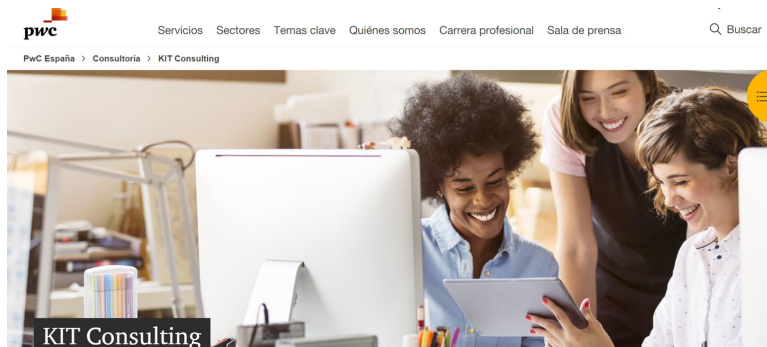 pwc
Servicios Sectores Temas clave Quiénes somos Carrera profesional Sala de prensa Buscar
PwC España > Consultoria > KIT Consulting
KIT Consulting